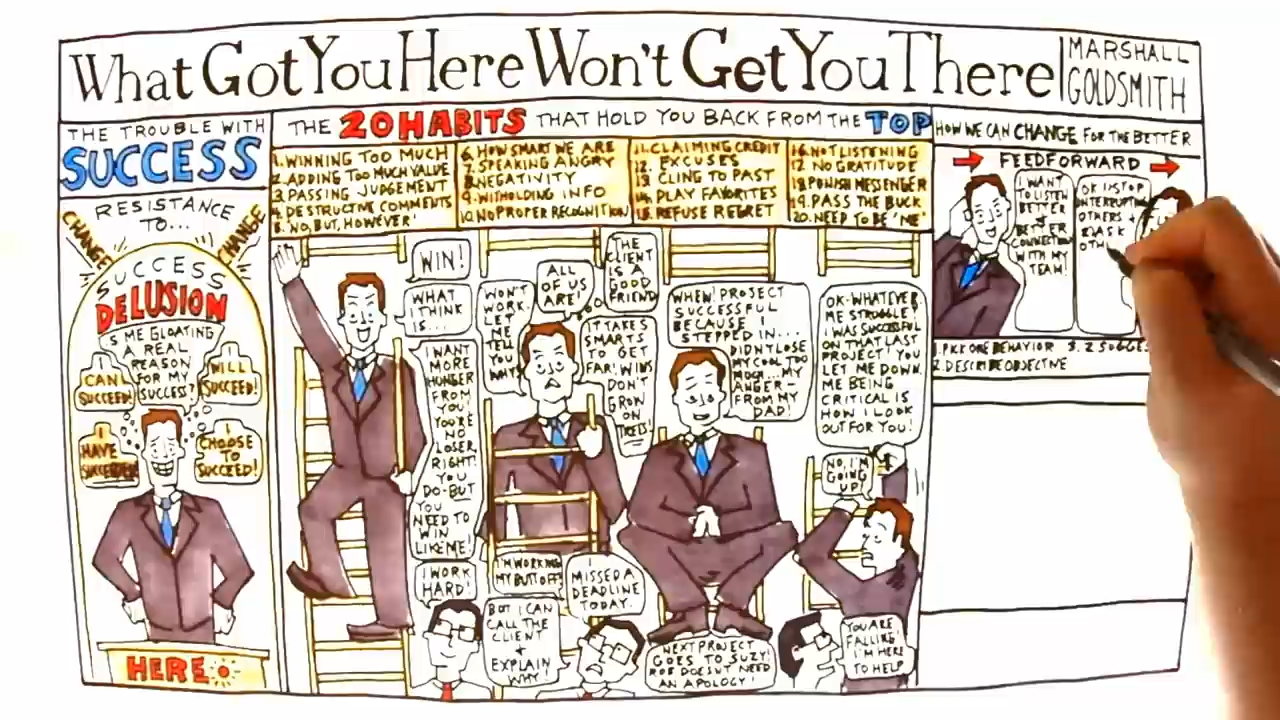 What Got You Here Won't Get You There
MARSHALL
GOLDSMITH
THE TROUBLE WITH
SUCCESS
RESISTANCE
TO...
CHANGE
CHANGE
SUCCESS
DELUSION
IS ME GLOATING
A REAL
REASON
FOR MY
SUCCESS?
I
CAN
SUCCEED!
I
WILL
SUCCEED!
I
HAVE
SUCCEEDED!
I
CHOOSE
TO
SUCCEED!
HERE
THE 20 HABITS THAT HOLD YOU BACK FROM THE TOP
1. WINNING TOO MUCH
2. ADDING TOO MUCH VALUE
3. PASSING JUDGEMENT
4. DESTRUCTIVE COMMENTS
5. NO, BUT, HOWEVER!
6. HOW SMART WE ARE
7. SPEAKING ANGRY
8. NEGATIVITY
9. WITHOLDING INFO
10. NO PROPER RECOGNITION
11. CLAIMING CREDIT
12. EXCUSES
13. CLING TO PAST
14. PLAY FAVORITES
15. REFUSE REGRET
16. NOT LISTENING
17. NO GRATITUDE
18. PUNISH MESSENGER
19. PASS THE BUCK
20. NEED TO BE "ME"
WIN!
WHAT
I THINK
IS...
I WANT
MORE
HUNGER
FROM
YOU.
YOU'RE
NO
LOSER,
RIGHT!
YOU
DO-BUT
YOU
NEED TO
WIN
LIKE ME!
I WORK
HARD!
WON'T
WORK.
LET
ME
TELL
YOU
WHY!
ALL
OF US
ARE!
THE
CLIENT
IS A
GOOD
FRIEND
IT TAKES
SMARTS
TO GET
FAR! WINS
DON'T
GROW
ON
TREES!
I'M WORKING
MY BUTT OFF!
BUT I CAN
CALL THE
CLIENT
+
EXPLAIN
WHY!
I
MISSED A
DEADLINE
TODAY.
WHEW! PROJECT
SUCCESSFUL
BECAUSE I
STEPPED IN...
DIDN'T LOSE
MY COOL TOO
MUCH... MY
ANGER-
FROM MY
DAD!
NEXT PROJECT
GOES TO SUZY!
ROB DOESN'T NEED
AN APOLOGY!
OK-WHATEVER
ME STRUGGLE?
I WAS SUCCESSFUL
ON THAT LAST
PROJECT! YOU
LET ME DOWN.
ME BEING
CRITICAL IS
HOW I LOOK
OUT FOR YOU!
NO, I'M
GOING
UP!
YOU ARE
FALLING!
I'M HERE
TO HELP
HOW WE CAN CHANGE FOR THE BETTER
FEEDFORWARD
I WANT
TO LISTEN
BETTER
+
BETTER
CONNECTION
WITH MY
TEAM!
OK 1) STOP
INTERRUPTING
OTHERS +
2) ASK
OTH
1. PICK ONE BEHAVIOR
2. DESCRIBE OBJECTIVE
3. 2 SUGGES